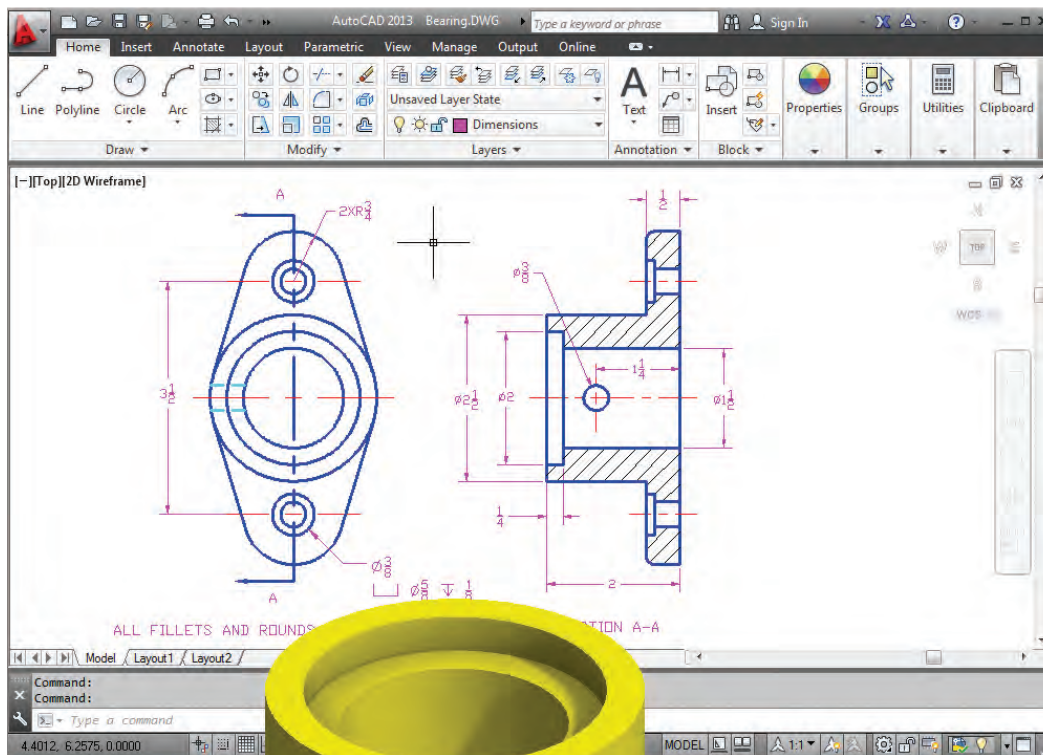 AutoCAD 2013 Bearing.DWG Type a keyword or phrase Sign In
Home Insert Annotate Layout Parametric View Manage Output Online
Unsaved Layer State
Line Polyline Circle Arc Text Insert Properties Groups Utilities Clipboard
Dimensions
Draw Modify Layers Annotation Block
[−][Top][2D Wireframe]
A
2XR3/4
1/2
TOP
WCS
ø3/8
3 1/2
1 1/4
ø2 1/2
ø2
ø1 1/2
1/4
ø3/8
2
ø5/8 ↧ 1/8
A
ALL FILLETS AND ROUNDS
TION A-A
Model Layout1 Layout2
Command:
Command:
Type a command
4.4012, 6.2575, 0.0000 MODEL 1:1